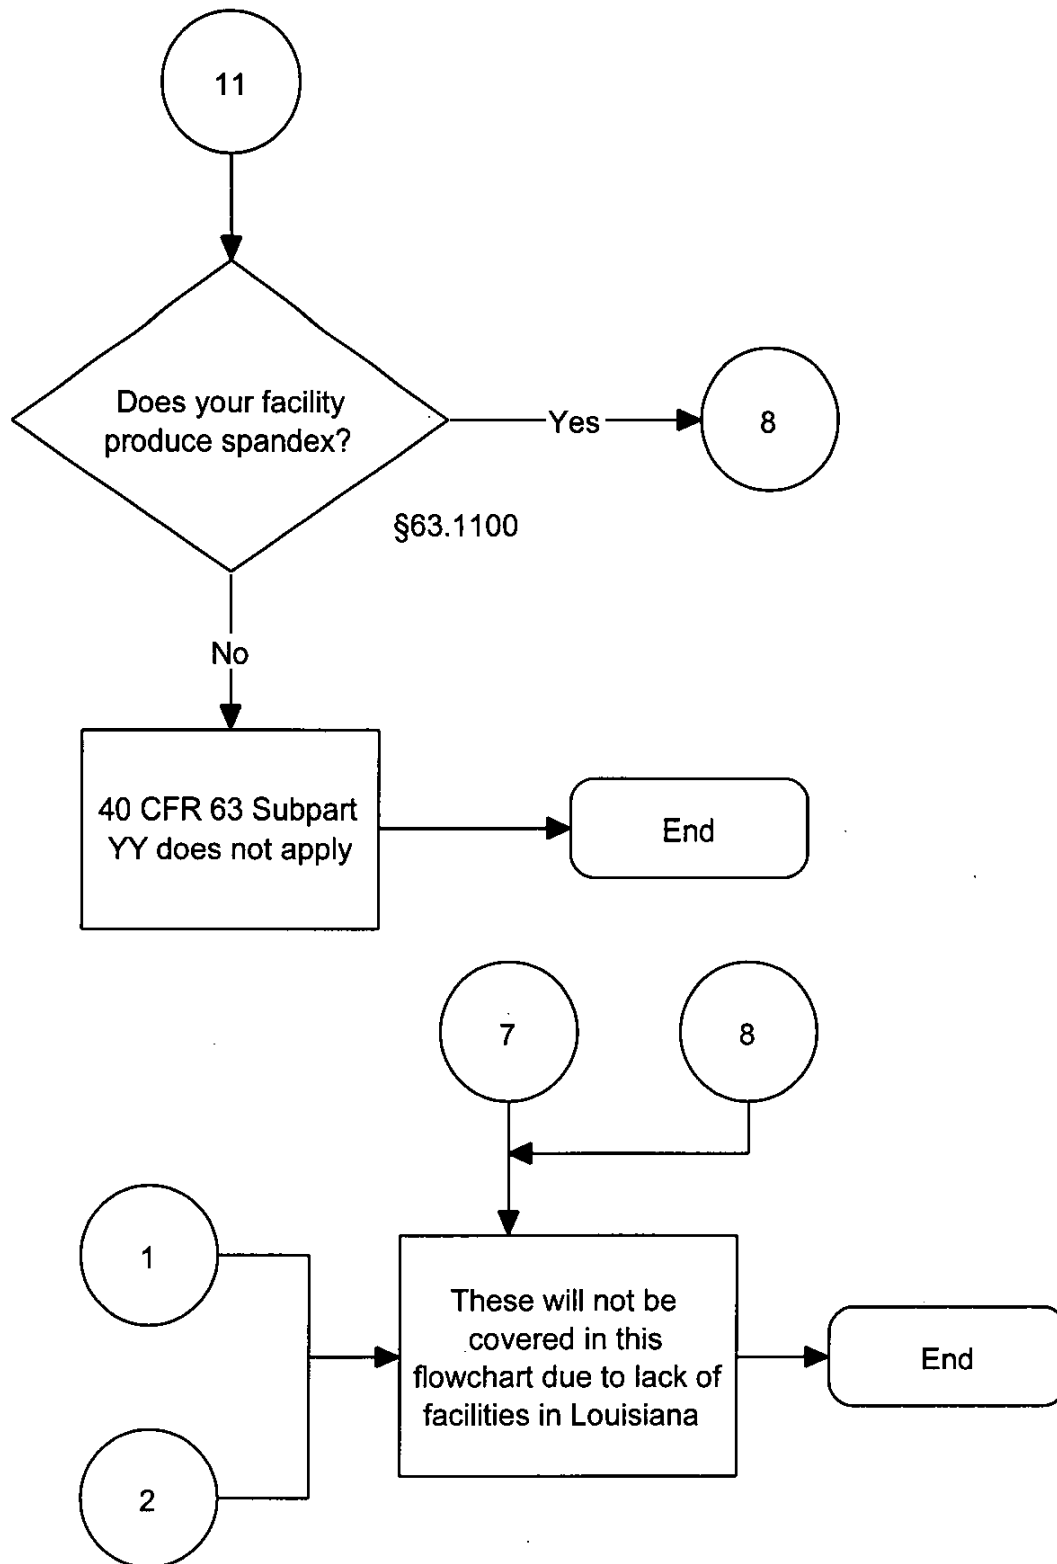 11
Does your facility
produce spandex?
Yes
8
§63.1100
No
40 CFR 63 Subpart
YY does not apply
End
7
8
1
These will not be
covered in this
flowchart due to lack of
facilities in Louisiana
End
2